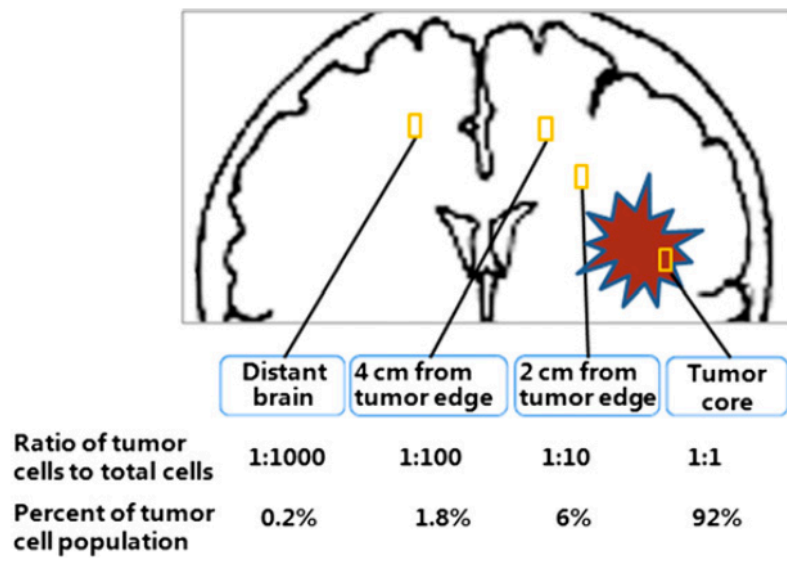 Distant brain
4 cm from tumor edge
2 cm from tumor edge
Tumor core
Ratio of tumor cells to total cells
1:1000 1:100 1:10 1:1
Percent of tumor cell population
0.2% 1.8% 6% 92%